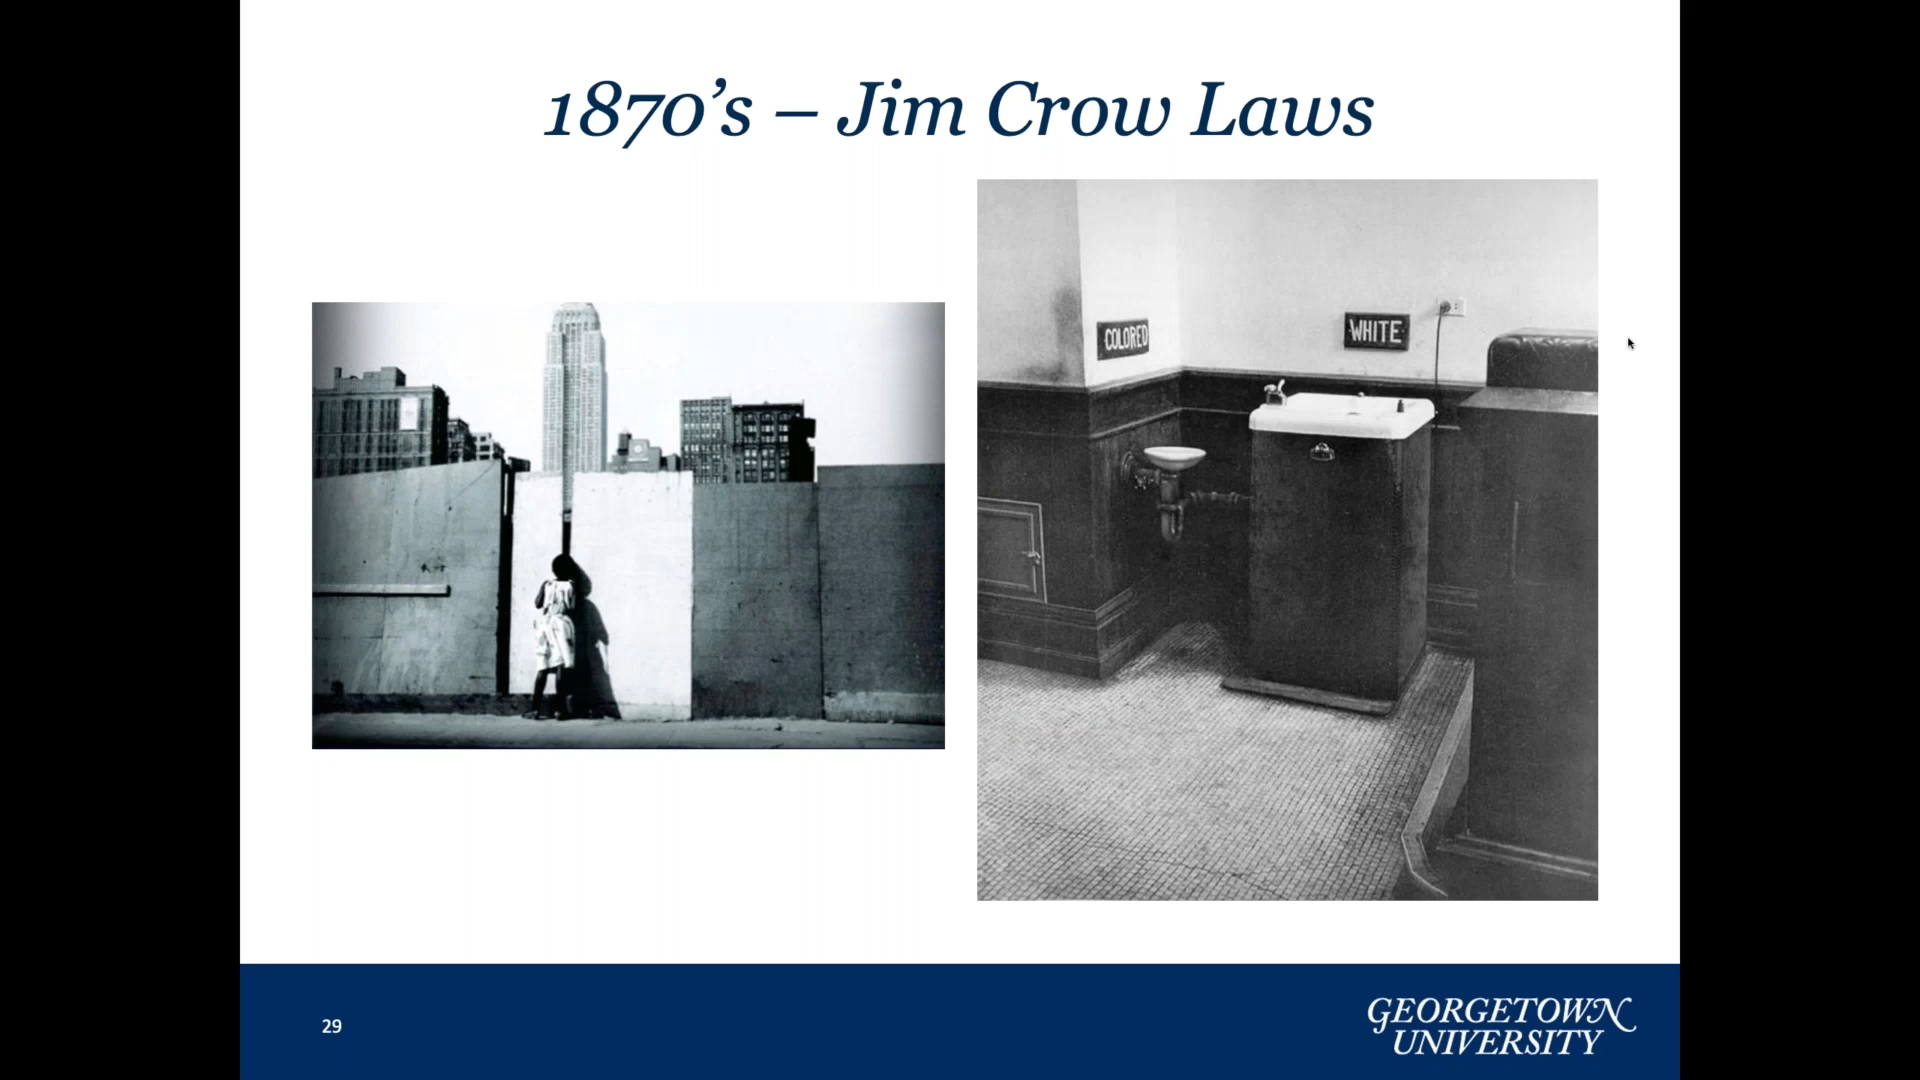 1870’s – Jim Crow Laws
COLORED
WHITE
29
GEORGETOWN
UNIVERSITY